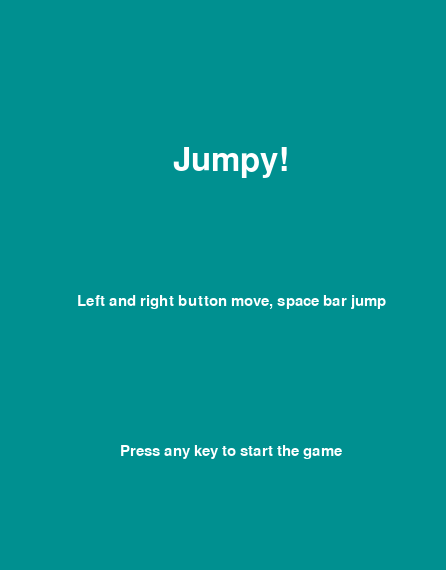 Jumpy!
Left and right button move, space bar jump
Press any key to start the game